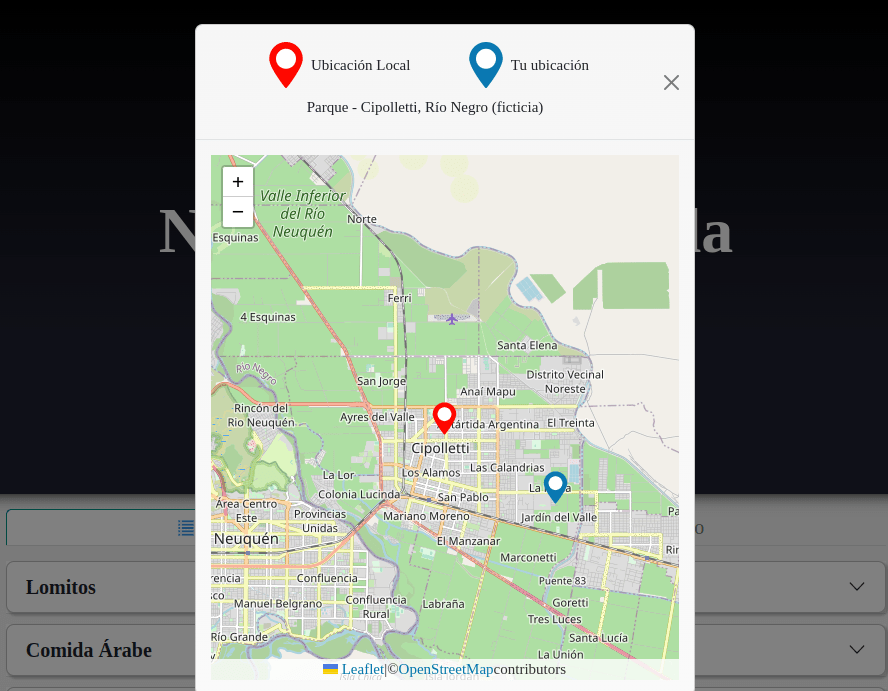 Ubicación Local
Tu ubicación
Parque - Cipolletti, Río Negro (ficticia)
+
−
Valle Inferior
del Río
Neuquén
Norte
Esquinas
Ferri
4 Esquinas
Santa Elena
Río Negro
San Jorge
Distrito Vecinal
Noreste
Anaí Mapu
Rincón del
Río Neuquén
Ayres del Valle
Argentina
El Treinta
Cipolletti
Los Alamos
Las Calandrias
La Lor
Colonia Lucinda
San Pablo
Área Centro
Este
Provincias
Unidas
Mariano Moreno
Jardín del Valle
Neuquén
El Manzanar
Marconetti
Confluencia
Puente 83
Manuel Belgrano
Confluencia
Rural
Labraña
Goretti
Tres Luces
Río Grande
Santa Lucía
La Unión
Leaflet|©OpenStreetMapcontributors
Lomitos
Comida Árabe